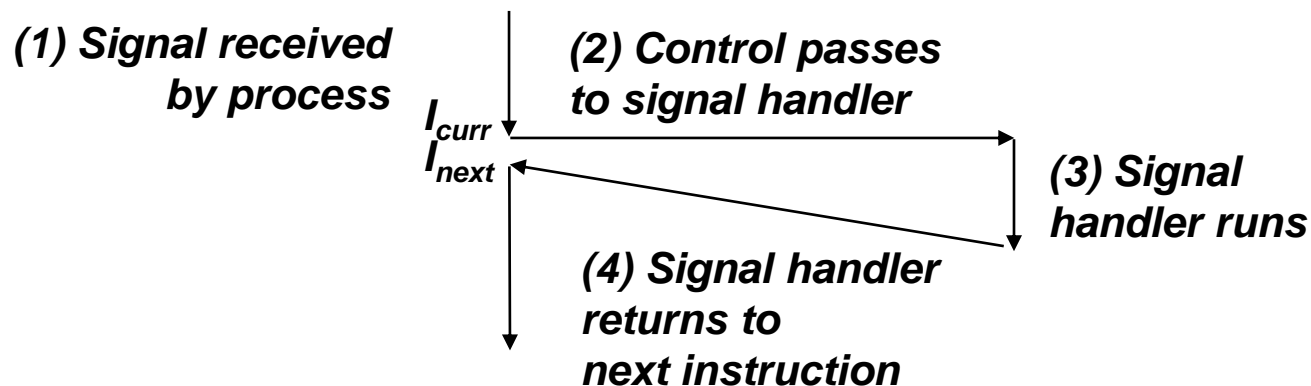 (1) Signal received
by process
(2) Control passes
to signal handler
I_curr
I_next
(3) Signal
handler runs
(4) Signal handler
returns to
next instruction